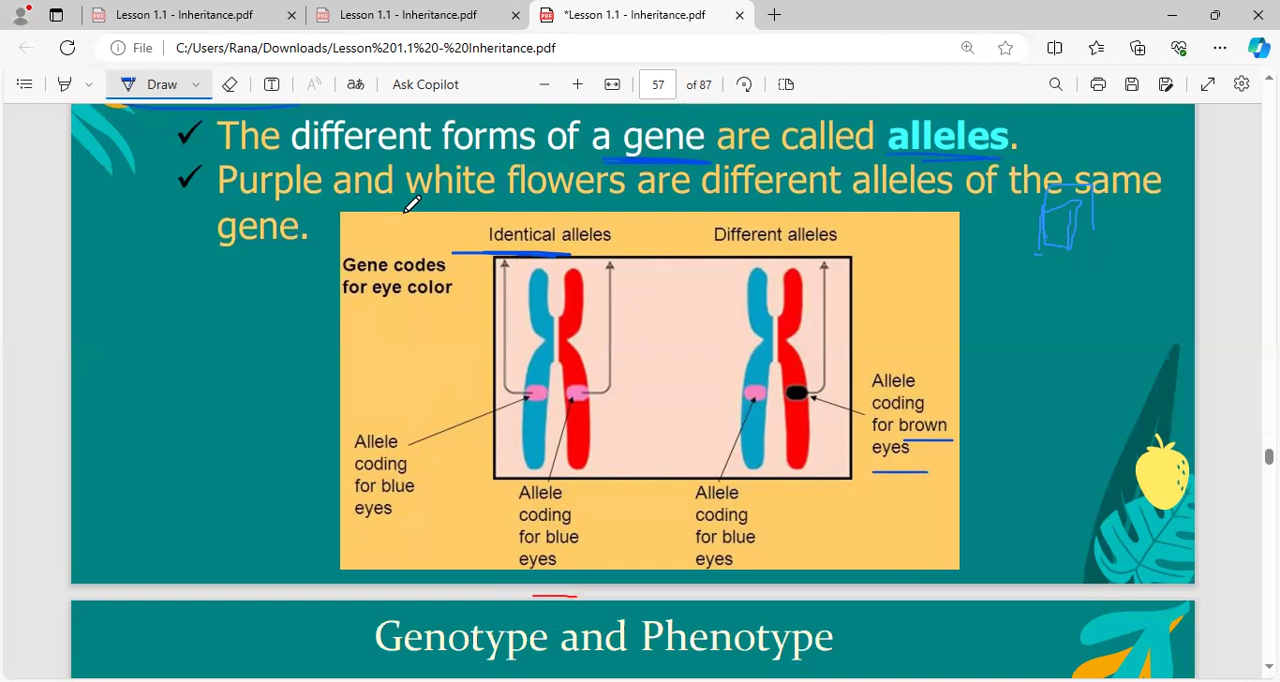 Lesson 1.1 - Inheritance.pdf
Lesson 1.1 - Inheritance.pdf
*Lesson 1.1 - Inheritance.pdf
File
C:/Users/Rana/Downloads/Lesson%201.1%20-%20Inheritance.pdf
Draw
Ask Copilot
57 of 87
The different forms of a gene are called alleles.
Purple and white flowers are different alleles of the same
gene.
Identical alleles
Different alleles
Gene codes
for eye color
Allele
coding
for brown
eyes
Allele
coding
for blue
eyes
Allele
coding
for blue
eyes
Allele
coding
for blue
eyes
Genotype and Phenotype